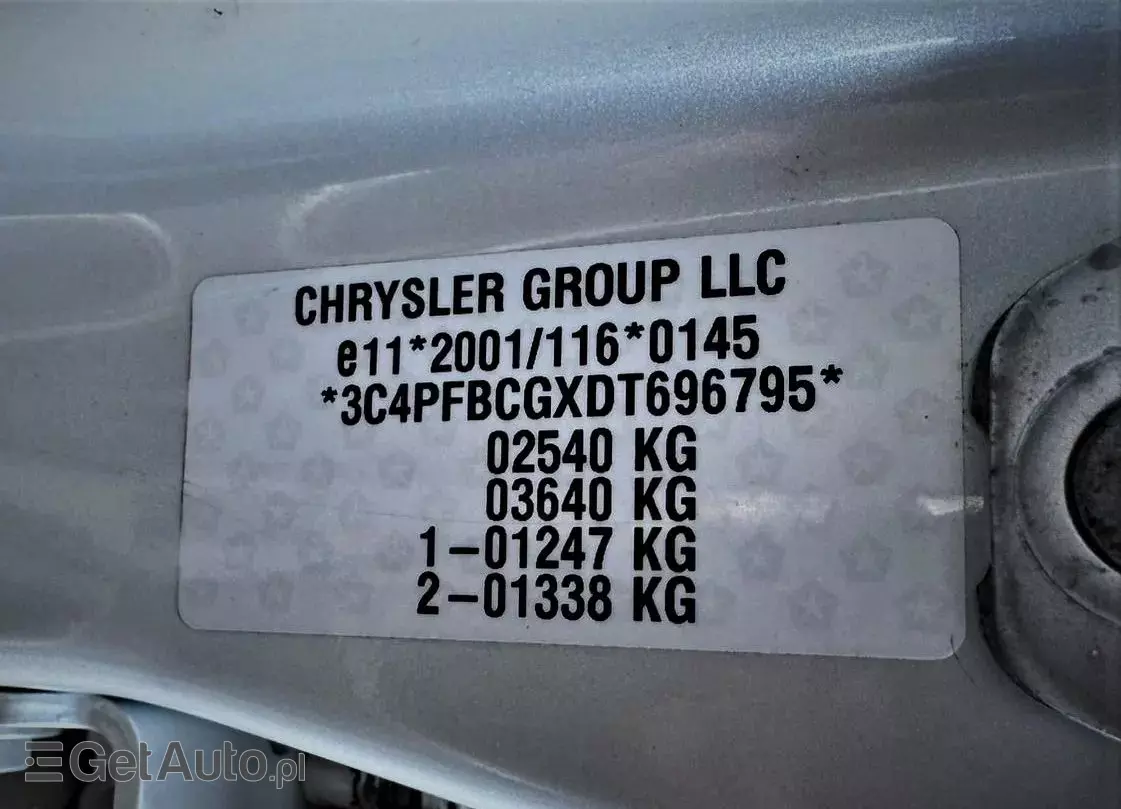 CHRYSLER GROUP LLC
e11*2001/116*0145
*3C4PFBCGXDT696795*
02540 KG
03640 KG
1-01247 KG
2-01338 KG
GetAuto.pl